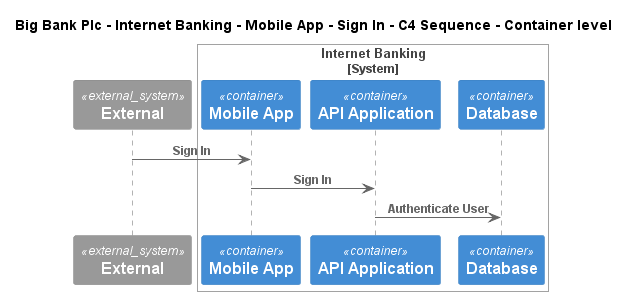 Big Bank Plc - Internet Banking - Mobile App - Sign In - C4 Sequence - Container level
Internet Banking
[System]
«external_system»
External
«container»
Mobile App
«container»
API Application
«container»
Database
Sign In
Sign In
Authenticate User
«external_system»
External
«container»
Mobile App
«container»
API Application
«container»
Database